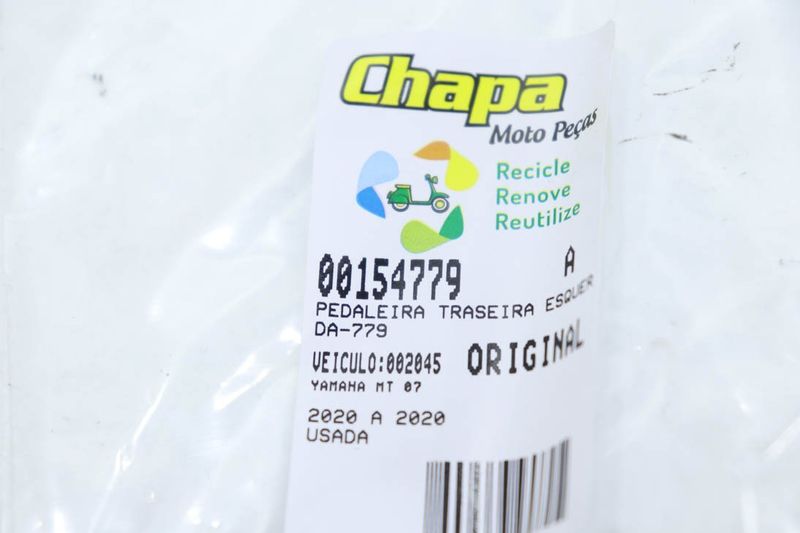 Chapa
Moto Peças
Recicle
Renove
Reutilize
00154779
A
PEDALEIRA TRASEIRA ESQUER
DA-779
VEICULO:002045
ORIGINAL
YAMAHA MT 07
2020 A 2020
USADA